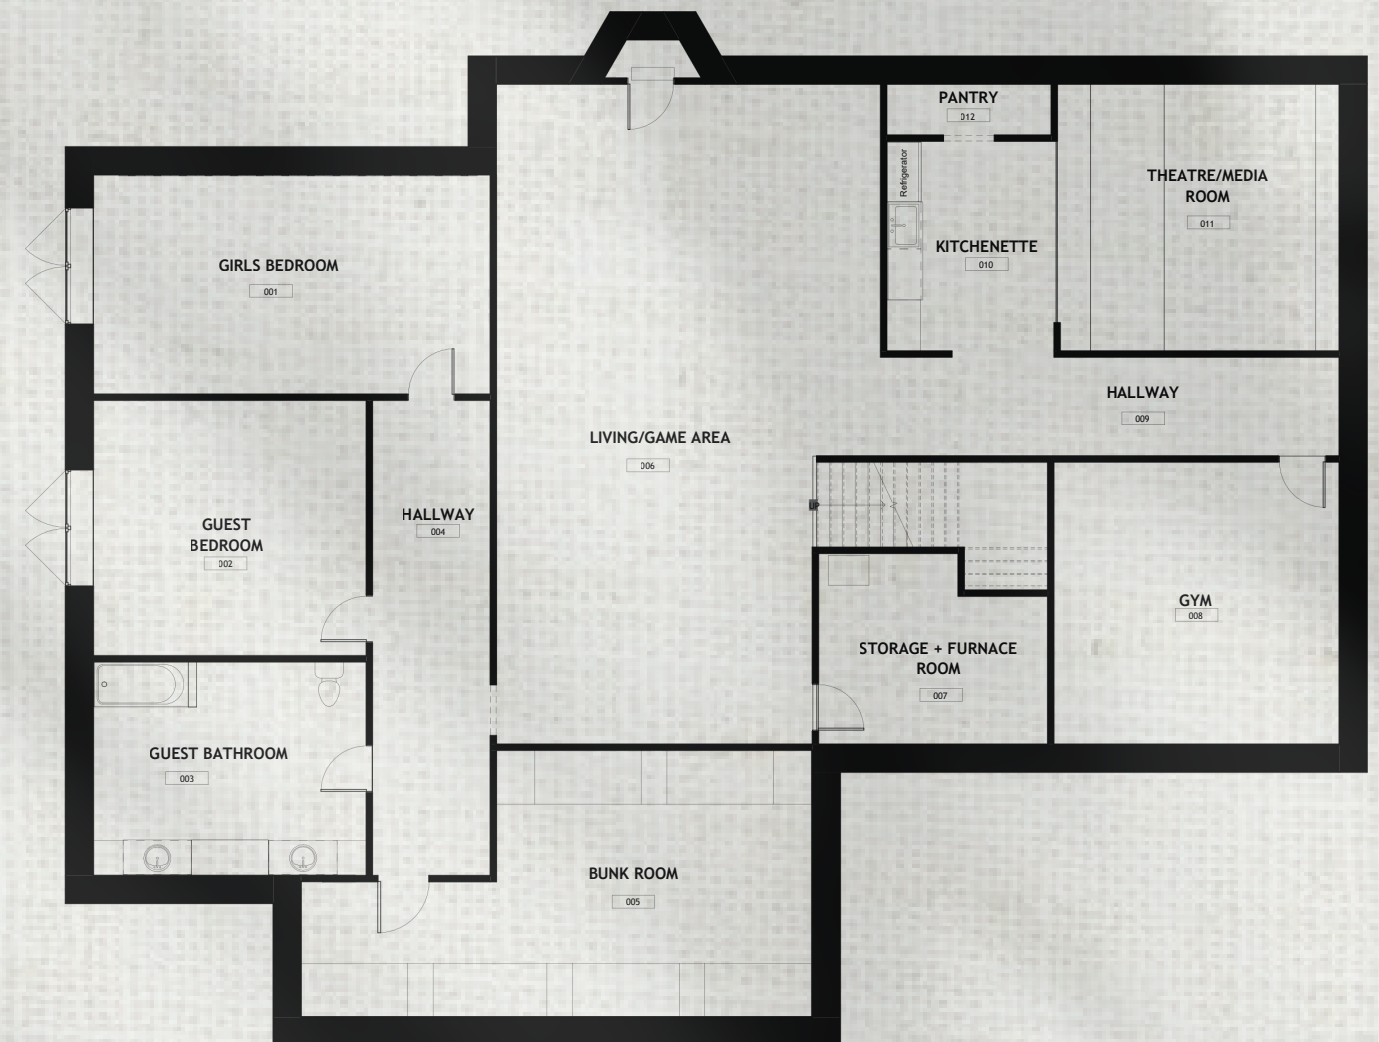 PANTRY
012
Refrigerator
THEATRE/MEDIA
ROOM
011
KITCHENETTE
010
GIRLS BEDROOM
001
HALLWAY
009
LIVING/GAME AREA
006
UP
HALLWAY
004
GUEST
BEDROOM
002
GYM
008
STORAGE + FURNACE
ROOM
007
GUEST BATHROOM
003
BUNK ROOM
005